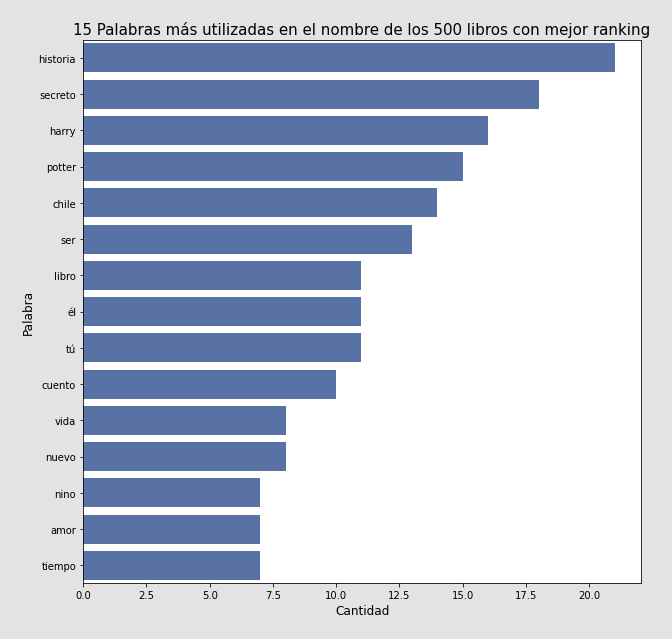 15 Palabras más utilizadas en el nombre de los 500 libros con mejor ranking
historia
secreto
harry
potter
chile
ser
libro
él
tú
cuento
vida
nuevo
nino
amor
tiempo
Palabra
0.0 2.5 5.0 7.5 10.0 12.5 15.0 17.5 20.0
Cantidad